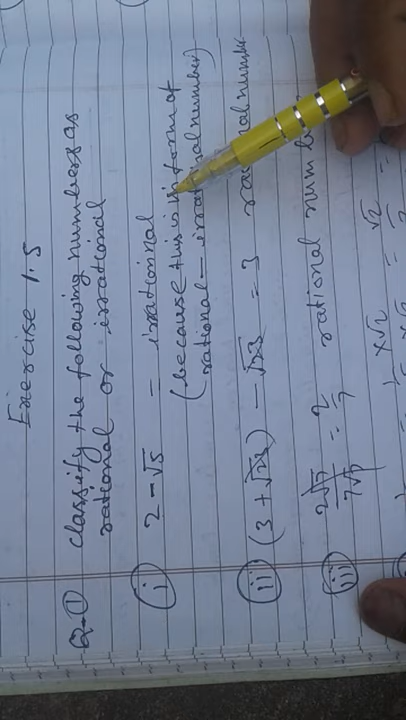 Exercise 1.5
Q-① classify the following numbers as
rational or irrational
(i) 2-√5 - irrational
(because this is in form of
rational - irrational number)
(ii) (3+√23) - √23 = 3 rational number
(iii) 2√7/7√7 = 2/7 rational num
×√2 √2